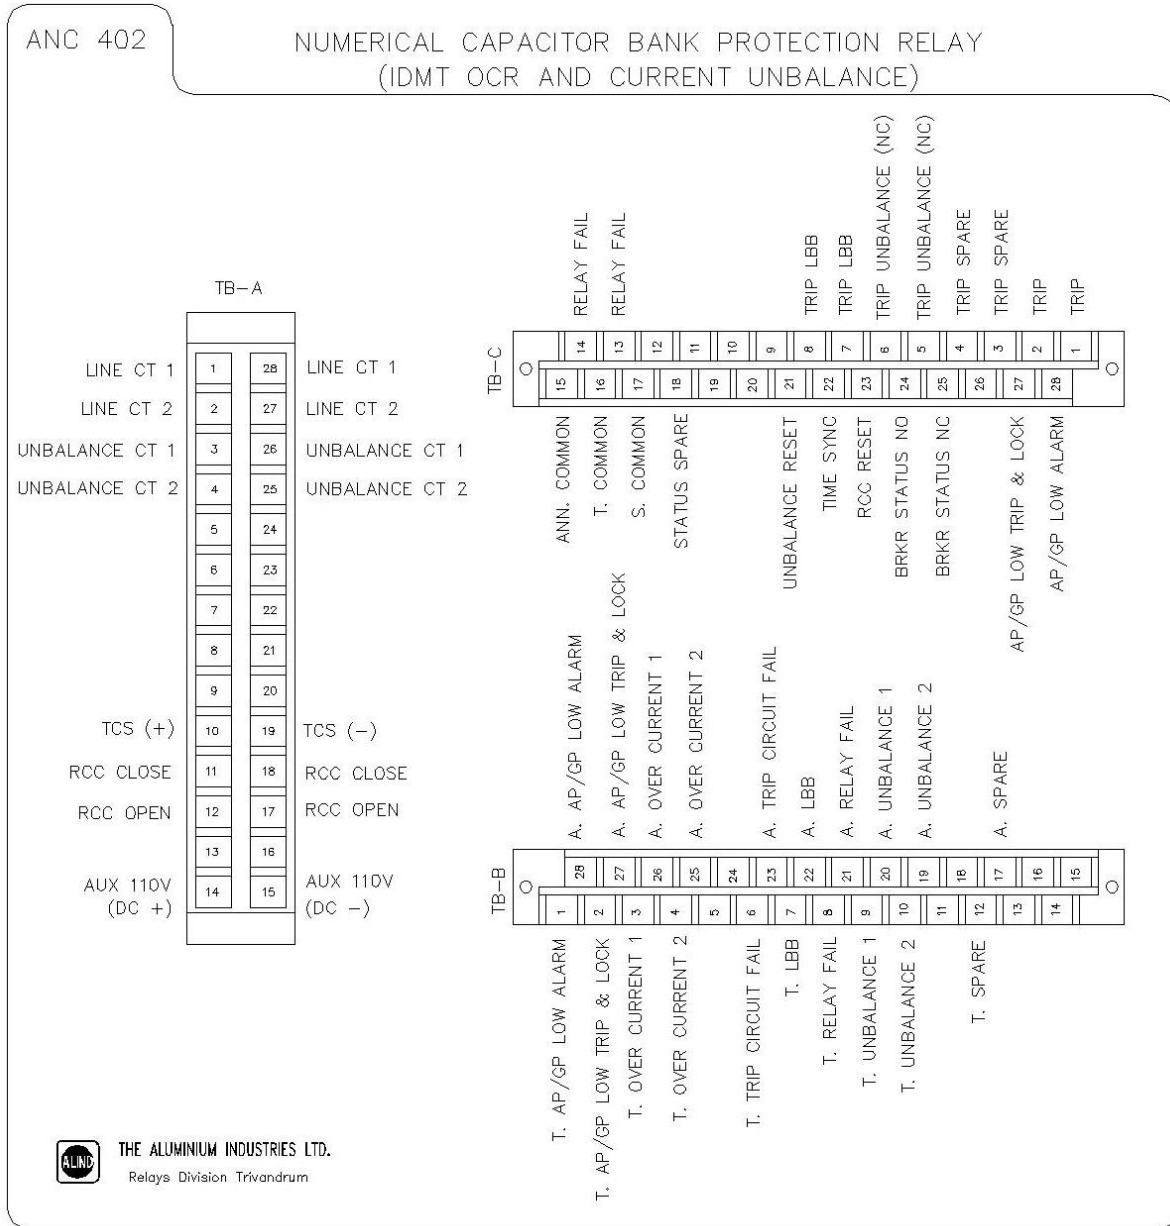 ANC 402
NUMERICAL CAPACITOR BANK PROTECTION RELAY
(IDMT OCR AND CURRENT UNBALANCE)
TB-A
LINE CT 1 1 28 LINE CT 1
LINE CT 2 2 27 LINE CT 2
UNBALANCE CT 1 3 26 UNBALANCE CT 1
UNBALANCE CT 2 4 25 UNBALANCE CT 2
5 24
6 23
7 22
8 21
9 20
TCS (+) 10 19 TCS (-)
RCC CLOSE 11 18 RCC CLOSE
RCC OPEN 12 17 RCC OPEN
13 16
AUX 110V 14 15 AUX 110V
(DC +) (DC -)
TB-C
RELAY FAIL
RELAY FAIL
TRIP LBB
TRIP LBB
TRIP UNBALANCE (NC)
TRIP UNBALANCE (NC)
TRIP SPARE
TRIP SPARE
TRIP
TRIP
14 13 12 11 10 9 8 7 6 5 4 3 2 1
15 16 17 18 19 20 21 22 23 24 25 26 27 28
ANN. COMMON
T. COMMON
S. COMMON
STATUS SPARE
UNBALANCE RESET
TIME SYNC
RCC RESET
BRKR STATUS NO
BRKR STATUS NC
AP/GP LOW TRIP & LOCK
AP/GP LOW ALARM
TB-B
A. AP/GP LOW ALARM
A. AP/GP LOW TRIP & LOCK
A. OVER CURRENT 1
A. OVER CURRENT 2
A. TRIP CIRCUIT FAIL
A. LBB
A. RELAY FAIL
A. UNBALANCE 1
A. UNBALANCE 2
A. SPARE
28 27 26 25 24 23 22 21 20 19 18 17 16 15
1 2 3 4 5 6 7 8 9 10 11 12 13 14
T. AP/GP LOW ALARM
T. AP/GP LOW TRIP & LOCK
T. OVER CURRENT 1
T. OVER CURRENT 2
T. TRIP CIRCUIT FAIL
T. LBB
T. RELAY FAIL
T. UNBALANCE 1
T. UNBALANCE 2
T. SPARE
ALIND
THE ALUMINIUM INDUSTRIES LTD.
Relays Division Trivandrum